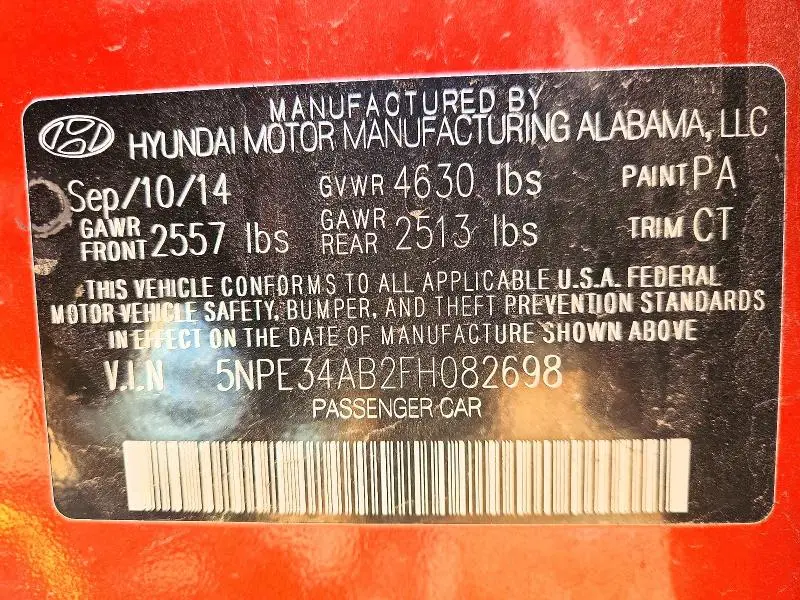 MANUFACTURED BY
HYUNDAI MOTOR MANUFACTURING ALABAMA, LLC
Sep/10/14 GVWR 4630 lbs PAINT PA
GAWR FRONT 2557 lbs GAWR REAR 2513 lbs TRIM CT
THIS VEHICLE CONFORMS TO ALL APPLICABLE U.S.A. FEDERAL
MOTOR VEHICLE SAFETY, BUMPER, AND THEFT PREVENTION STANDARDS
IN EFFECT ON THE DATE OF MANUFACTURE SHOWN ABOVE
V.I.N 5NPE34AB2FH082698
PASSENGER CAR